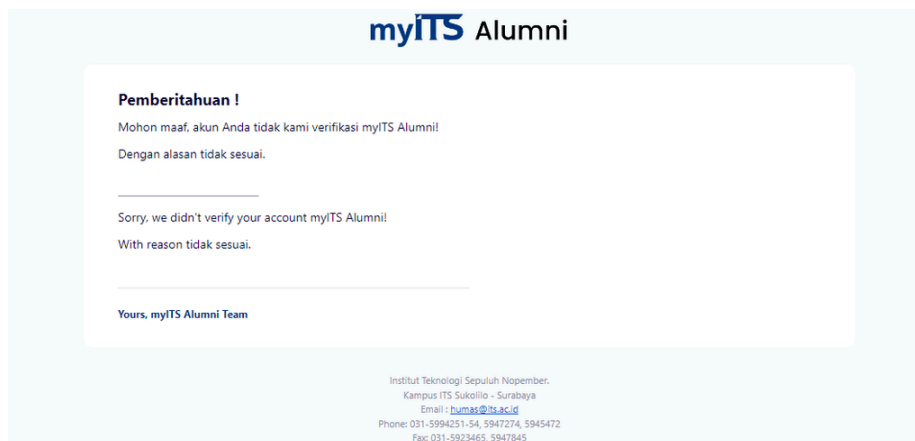 myITS Alumni
Pemberitahuan !
Mohon maaf, akun Anda tidak kami verifikasi myITS Alumni!
Dengan alasan tidak sesuai.
Sorry, we didn't verify your account myITS Alumni!
With reason tidak sesuai.
Yours, myITS Alumni Team
Institut Teknologi Sepuluh Nopember.
Kampus ITS Sukolilo - Surabaya
Email : humas@its.ac.id
Phone: 031-5994251-54, 5947274, 5945472
Fax: 031-5923465, 5947845